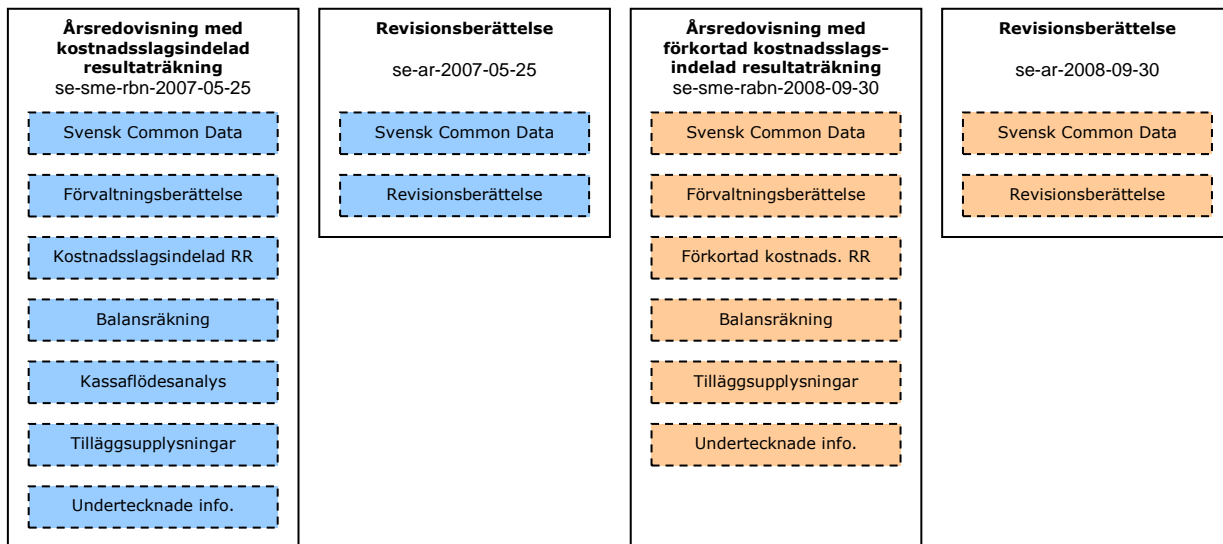 Årsredovisning med
kostnadsslagsindelad
resultaträkning
se-sme-rbn-2007-05-25
Svensk Common Data
Förvaltningsberättelse
Kostnadsslagsindelad RR
Balansräkning
Kassaflödesanalys
Tilläggsupplysningar
Undertecknade info.
Revisionsberättelse
se-ar-2007-05-25
Svensk Common Data
Revisionsberättelse
Årsredovisning med
förkortad kostnadsslags-
indelad resultaträkning
se-sme-rabn-2008-09-30
Svensk Common Data
Förvaltningsberättelse
Förkortad kostnads. RR
Balansräkning
Tilläggsupplysningar
Undertecknade info.
Revisionsberättelse
se-ar-2008-09-30
Svensk Common Data
Revisionsberättelse